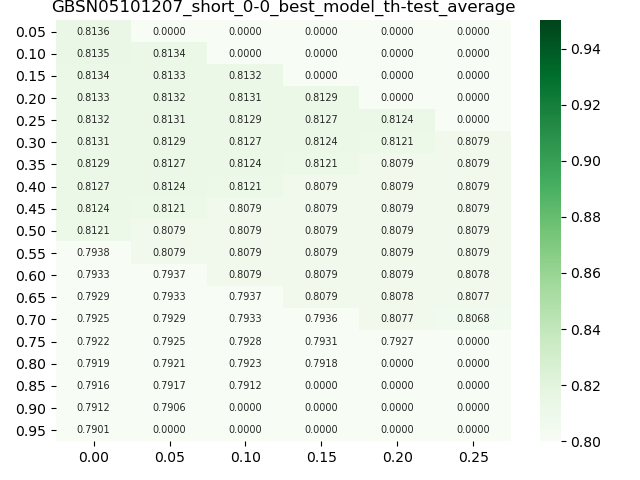 GBSN05101207_short_0-0_best_model_th-test_average
0.05 0.8136 0.0000 0.0000 0.0000 0.0000 0.0000
0.10 0.8135 0.8134 0.0000 0.0000 0.0000 0.0000
0.15 0.8134 0.8133 0.8132 0.0000 0.0000 0.0000
0.20 0.8133 0.8132 0.8131 0.8129 0.0000 0.0000
0.25 0.8132 0.8131 0.8129 0.8127 0.8124 0.0000
0.30 0.8131 0.8129 0.8127 0.8124 0.8121 0.8079
0.35 0.8129 0.8127 0.8124 0.8121 0.8079 0.8079
0.40 0.8127 0.8124 0.8121 0.8079 0.8079 0.8079
0.45 0.8124 0.8121 0.8079 0.8079 0.8079 0.8079
0.50 0.8121 0.8079 0.8079 0.8079 0.8079 0.8079
0.55 0.7938 0.8079 0.8079 0.8079 0.8079 0.8079
0.60 0.7933 0.7937 0.8079 0.8079 0.8079 0.8078
0.65 0.7929 0.7933 0.7937 0.8079 0.8078 0.8077
0.70 0.7925 0.7929 0.7933 0.7936 0.8077 0.8068
0.75 0.7922 0.7925 0.7928 0.7931 0.7927 0.0000
0.80 0.7919 0.7921 0.7923 0.7918 0.0000 0.0000
0.85 0.7916 0.7917 0.7912 0.0000 0.0000 0.0000
0.90 0.7912 0.7906 0.0000 0.0000 0.0000 0.0000
0.95 0.7901 0.0000 0.0000 0.0000 0.0000 0.0000
0.00 0.05 0.10 0.15 0.20 0.25
0.94
0.92
0.90
0.88
0.86
0.84
0.82
0.80